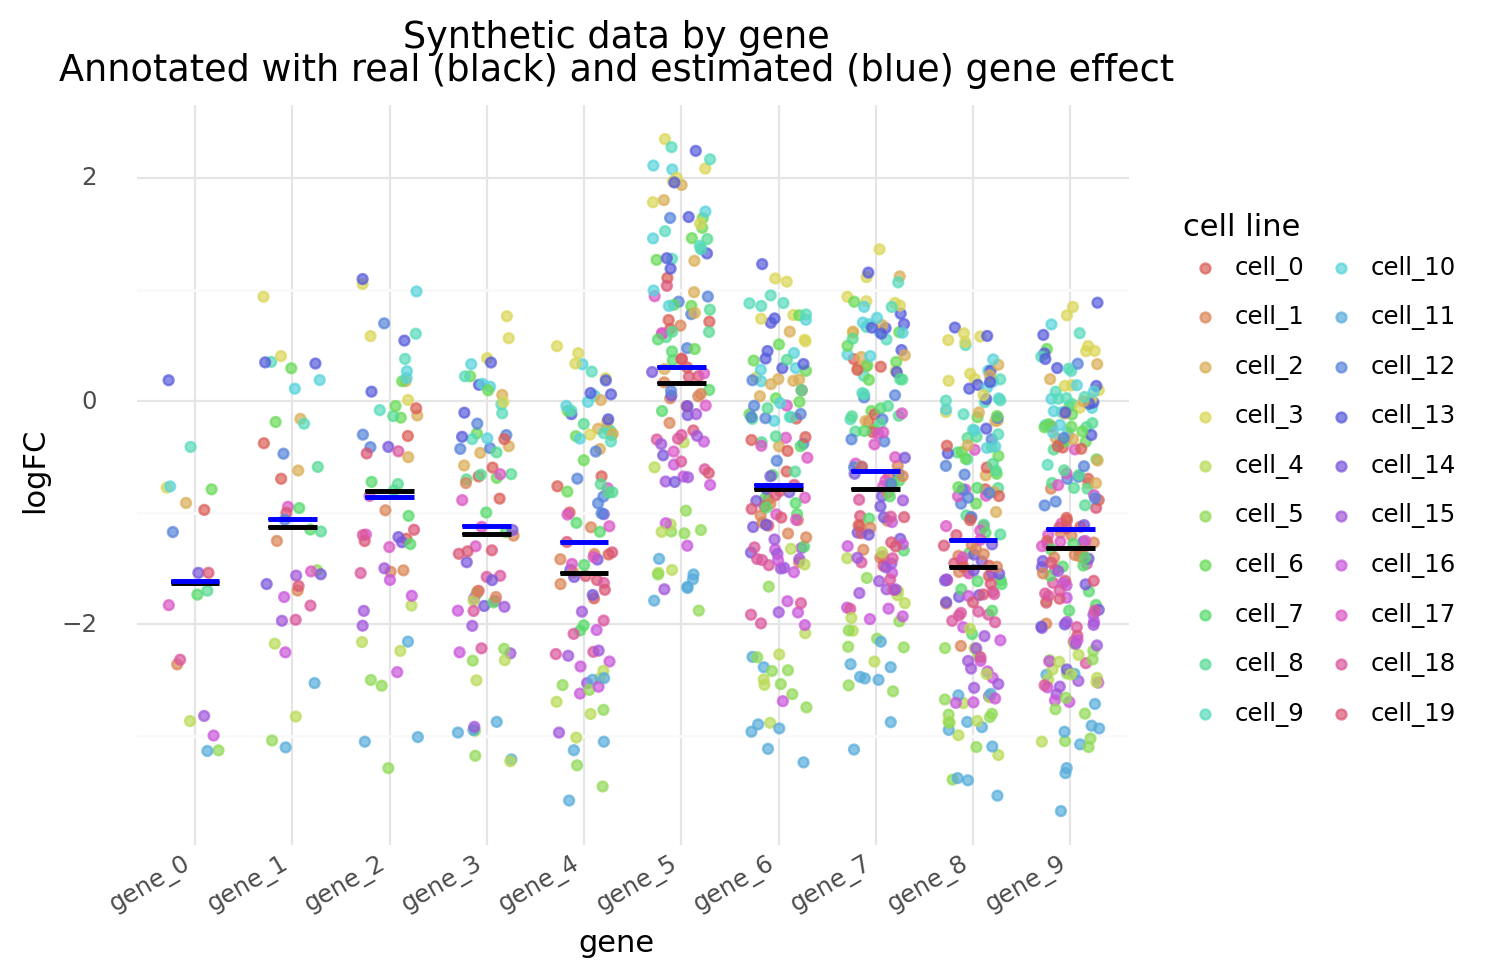 Synthetic data by gene
Annotated with real (black) and estimated (blue) gene effect
logFC
2
0
−2
gene_0
gene_1
gene_2
gene_3
gene_4
gene_5
gene_6
gene_7
gene_8
gene_9
gene
cell line
cell_0
cell_1
cell_2
cell_3
cell_4
cell_5
cell_6
cell_7
cell_8
cell_9
cell_10
cell_11
cell_12
cell_13
cell_14
cell_15
cell_16
cell_17
cell_18
cell_19